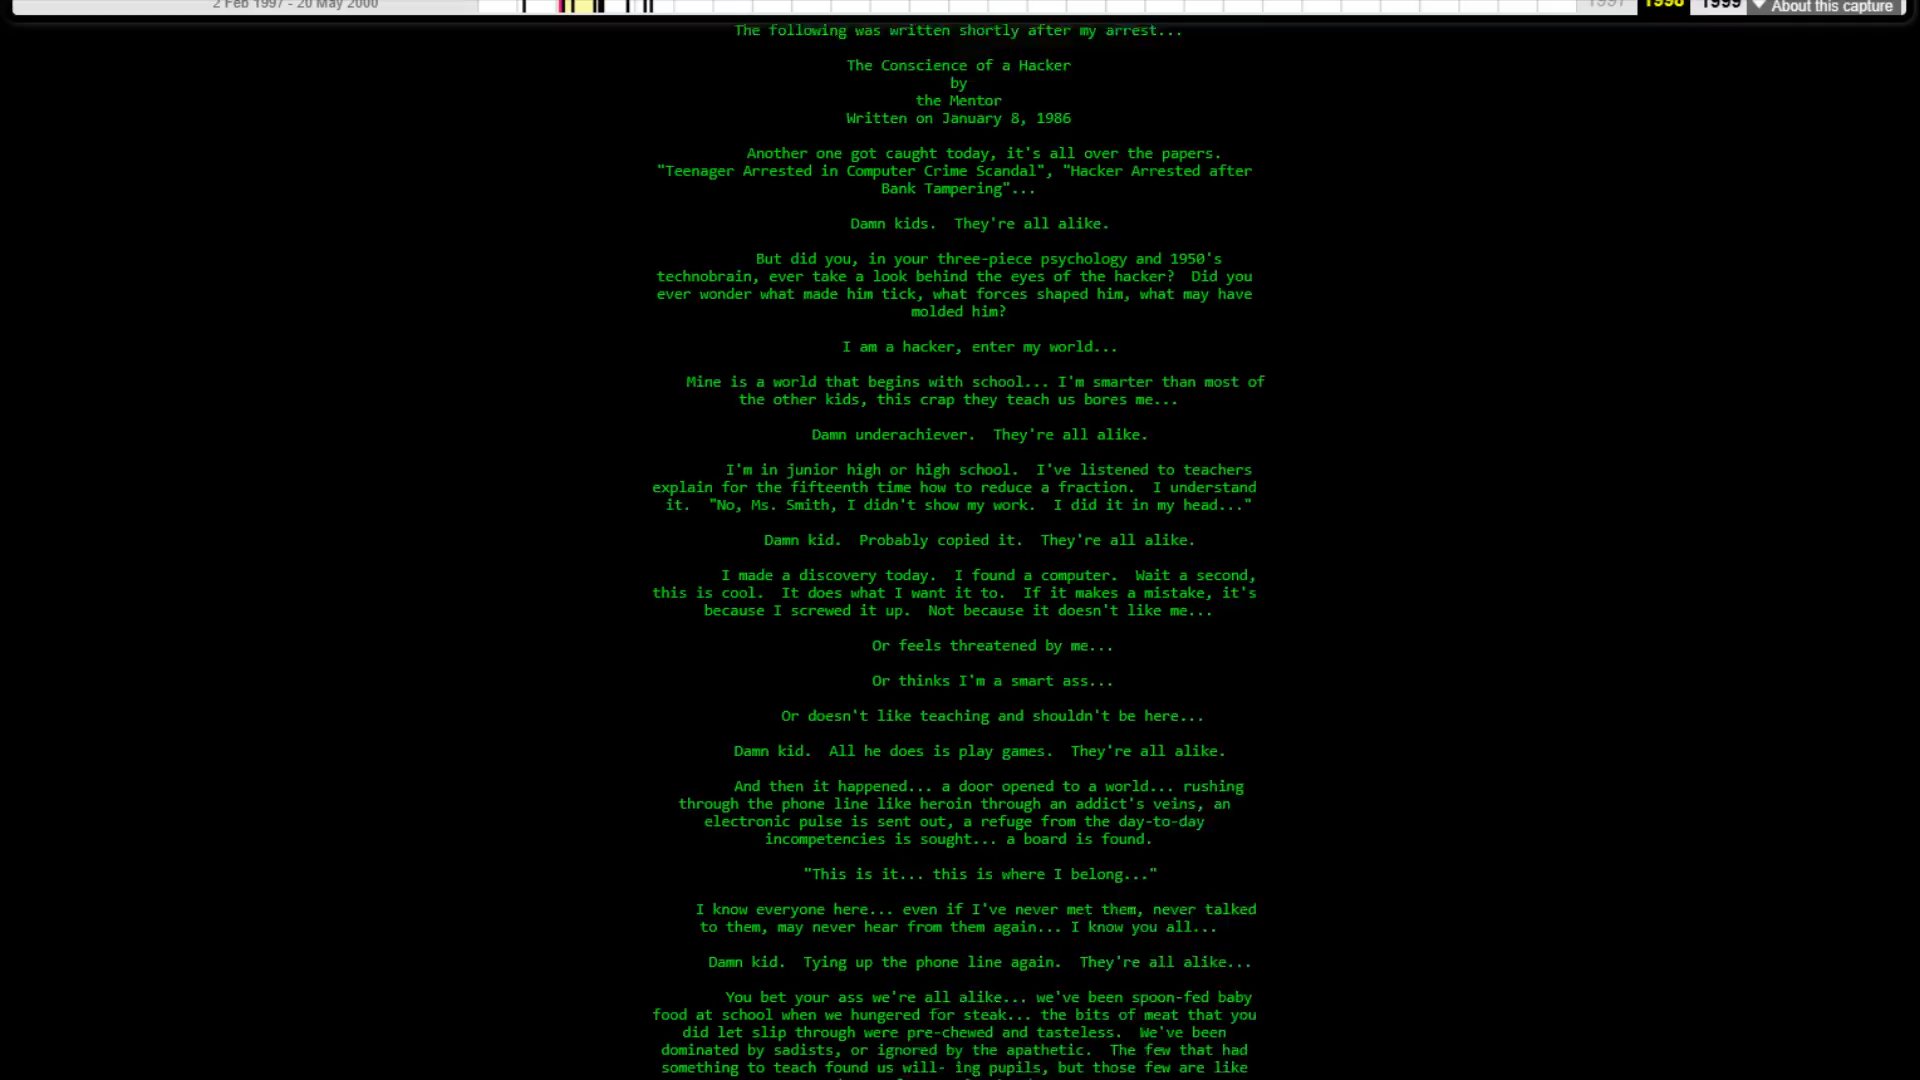 2 Feb 1997 - 20 May 2000
1997 1998 1999 ▼ About this capture
The following was written shortly after my arrest...
The Conscience of a Hacker
by
the Mentor
Written on January 8, 1986
Another one got caught today, it's all over the papers.
"Teenager Arrested in Computer Crime Scandal", "Hacker Arrested after
Bank Tampering"...
Damn kids.  They're all alike.
But did you, in your three-piece psychology and 1950's
technobrain, ever take a look behind the eyes of the hacker?  Did you
ever wonder what made him tick, what forces shaped him, what may have
molded him?
I am a hacker, enter my world...
Mine is a world that begins with school... I'm smarter than most of
the other kids, this crap they teach us bores me...
Damn underachiever.  They're all alike.
I'm in junior high or high school.  I've listened to teachers
explain for the fifteenth time how to reduce a fraction.  I understand
it.  "No, Ms. Smith, I didn't show my work.  I did it in my head..."
Damn kid.  Probably copied it.  They're all alike.
I made a discovery today.  I found a computer.  Wait a second,
this is cool.  It does what I want it to.  If it makes a mistake, it's
because I screwed it up.  Not because it doesn't like me...
Or feels threatened by me...
Or thinks I'm a smart ass...
Or doesn't like teaching and shouldn't be here...
Damn kid.  All he does is play games.  They're all alike.
And then it happened... a door opened to a world... rushing
through the phone line like heroin through an addict's veins, an
electronic pulse is sent out, a refuge from the day-to-day
incompetencies is sought... a board is found.
"This is it... this is where I belong..."
I know everyone here... even if I've never met them, never talked
to them, may never hear from them again... I know you all...
Damn kid.  Tying up the phone line again.  They're all alike...
You bet your ass we're all alike... we've been spoon-fed baby
food at school when we hungered for steak... the bits of meat that you
did let slip through were pre-chewed and tasteless.  We've been
dominated by sadists, or ignored by the apathetic.  The few that had
something to teach found us will- ing pupils, but those few are like